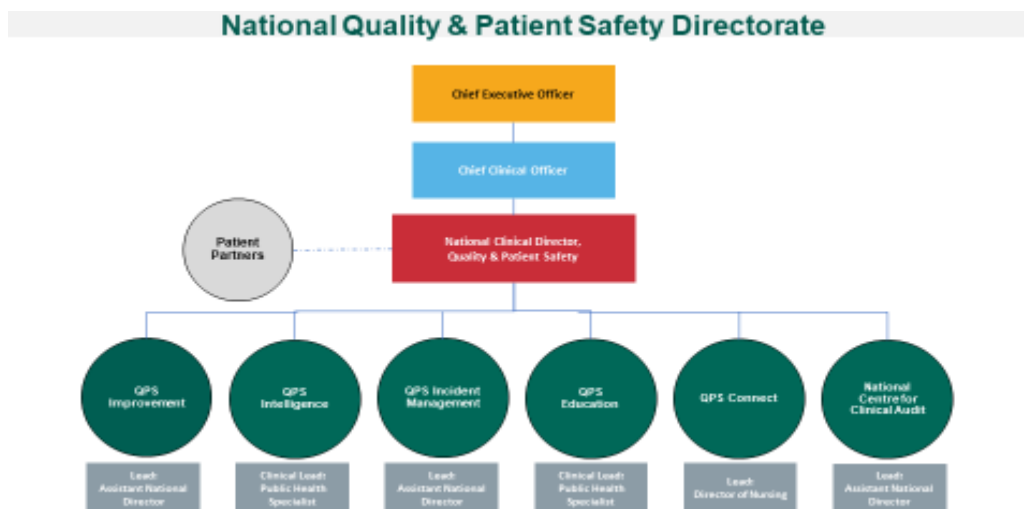 National Quality & Patient Safety Directorate
Chief Executive Officer
Chief Clinical Officer
Patient
Partners
National Clinical Director,
Quality & Patient Safety
QPS
Improvement
QPS
Intelligence
QPS Incident
Management
QPS
Education
QPS Connect
National
Centre for
Clinical Audit
Lead:
Assistant National
Director
Clinical Lead:
Public Health
Specialist
Lead:
Assistant National
Director
Clinical Lead:
Public Health
Specialist
Lead:
Director of Nursing
Lead:
Assistant National
Director